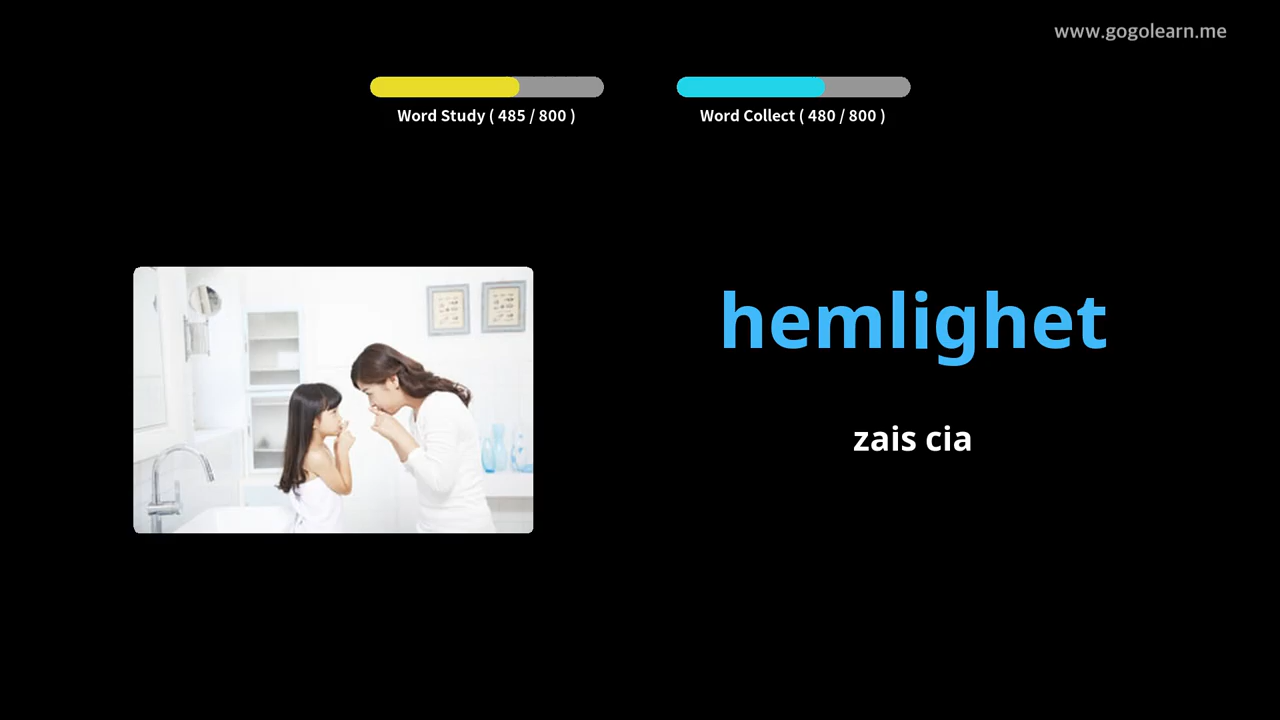 www.gogolearn.me
Word Study ( 485 / 800 )
Word Collect ( 480 / 800 )
hemlighet
zais cia